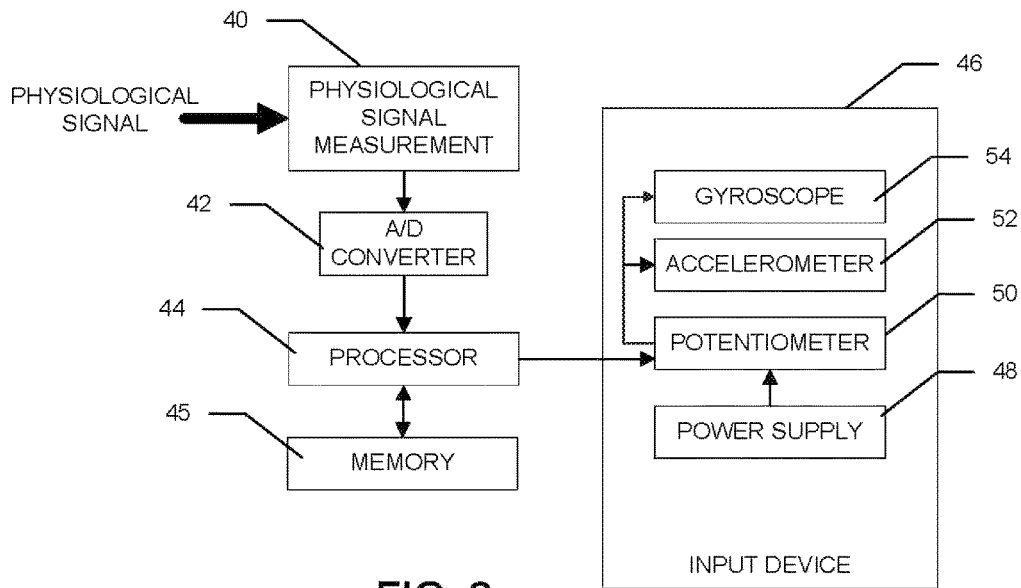 40
46
PHYSIOLOGICAL
SIGNAL
PHYSIOLOGICAL
SIGNAL
MEASUREMENT
54
GYROSCOPE
42
A/D
CONVERTER
52
ACCELEROMETER
44
50
PROCESSOR
POTENTIOMETER
48
45
POWER SUPPLY
MEMORY
INPUT DEVICE